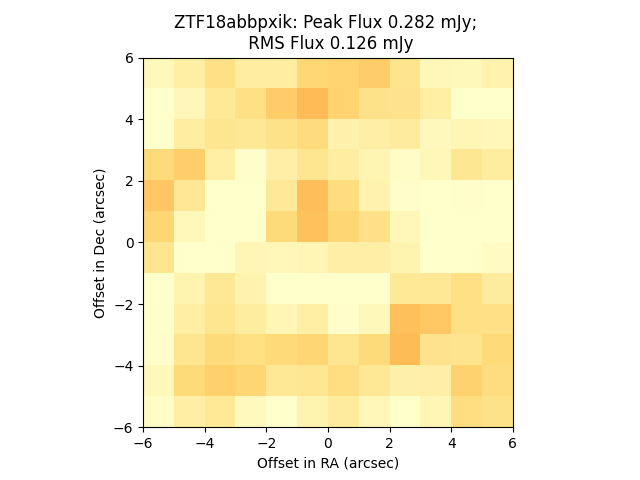 ZTF18abbpxik: Peak Flux 0.282 mJy;
RMS Flux 0.126 mJy
6
4
2
0
−2
−4
−6
Offset in Dec (arcsec)
−6 −4 −2 0 2 4 6
Offset in RA (arcsec)